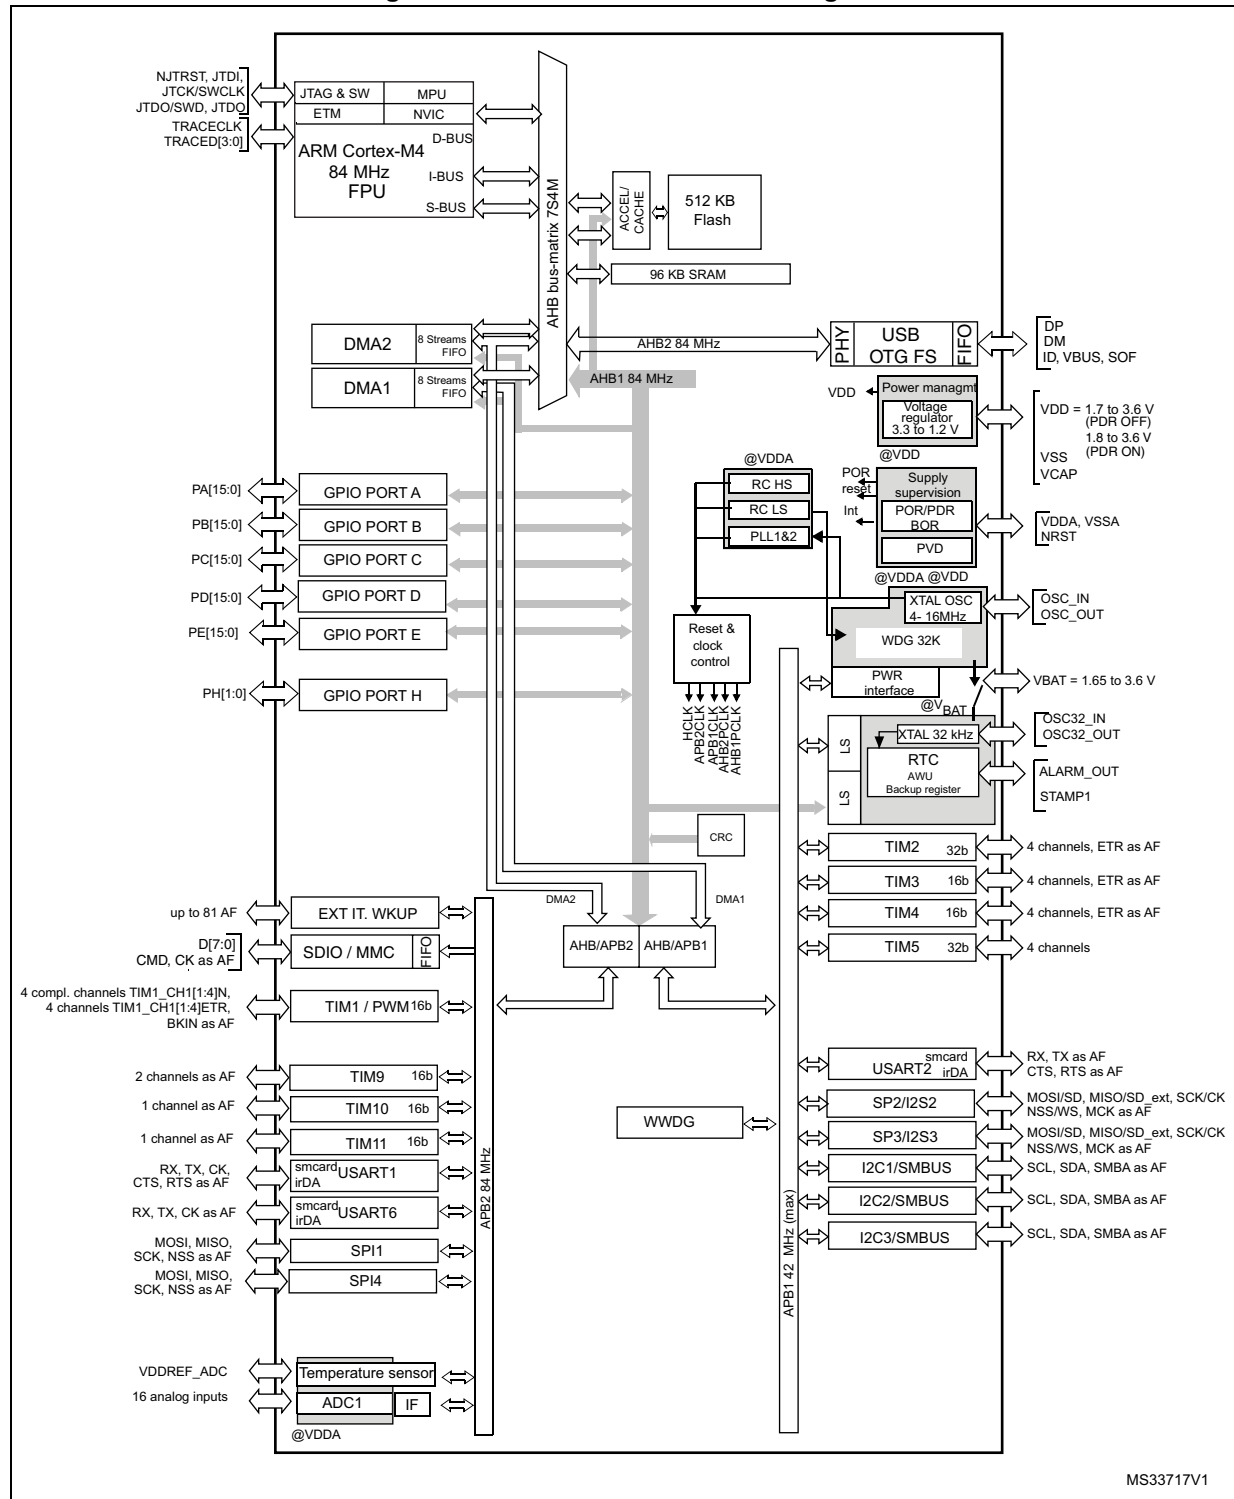 NJTRST, JTDI,
JTCK/SWCLK
JTDO/SWD, JTDO
TRACECLK
TRACED[3:0]
JTAG & SW
MPU
ETM
NVIC
D-BUS
ARM Cortex-M4
84 MHz
FPU
I-BUS
S-BUS
AHB bus-matrix 7S4M
ACCEL/
CACHE
512 KB
Flash
96 KB SRAM
DMA2
8 Streams
FIFO
DMA1
8 Streams
FIFO
AHB2 84 MHz
AHB1 84 MHz
PHY
USB
OTG FS
FIFO
DP
DM
ID, VBUS, SOF
VDD
Power managmt
Voltage
regulator
3.3 to 1.2 V
VDD = 1.7 to 3.6 V
(PDR OFF)
1.8 to 3.6 V
(PDR ON)
VSS
VCAP
@VDD
@VDDA
RC HS
RC LS
PLL1&2
POR
reset
Int
Supply
supervision
POR/PDR
BOR
PVD
VDDA, VSSA
NRST
@VDDA @VDD
PA[15:0]
GPIO PORT A
PB[15:0]
GPIO PORT B
PC[15:0]
GPIO PORT C
PD[15:0]
GPIO PORT D
PE[15:0]
GPIO PORT E
PH[1:0]
GPIO PORT H
XTAL OSC
4- 16MHz
OSC_IN
OSC_OUT
WDG 32K
Reset &
clock
control
PWR
interface
VBAT = 1.65 to 3.6 V
@VBAT
HCLK
APB2CLK
APB1CLK
AHB2PCLK
AHB1PCLK
LS
LS
XTAL 32 kHz
OSC32_IN
OSC32_OUT
RTC
AWU
Backup register
ALARM_OUT
STAMP1
CRC
TIM2 32b
4 channels, ETR as AF
TIM3 16b
4 channels, ETR as AF
TIM4 16b
4 channels, ETR as AF
TIM5 32b
4 channels
DMA2
DMA1
AHB/APB2
AHB/APB1
up to 81 AF
EXT IT. WKUP
D[7:0]
CMD, CK as AF
SDIO / MMC
FIFO
4 compl. channels TIM1_CH1[1:4]N,
4 channels TIM1_CH1[1:4]ETR,
BKIN as AF
TIM1 / PWM 16b
2 channels as AF
TIM9 16b
1 channel as AF
TIM10 16b
1 channel as AF
TIM11 16b
RX, TX, CK,
CTS, RTS as AF
smcard
irDA
USART1
RX, TX, CK as AF
smcard
irDA
USART6
MOSI, MISO,
SCK, NSS as AF
SPI1
MOSI, MISO,
SCK, NSS as AF
SPI4
VDDREF_ADC
Temperature sensor
16 analog inputs
ADC1
IF
@VDDA
APB2 84 MHz
WWDG
APB1 42 MHz (max)
USART2
smcard
irDA
RX, TX as AF
CTS, RTS as AF
SP2/I2S2
MOSI/SD, MISO/SD_ext, SCK/CK
NSS/WS, MCK as AF
SP3/I2S3
MOSI/SD, MISO/SD_ext, SCK/CK
NSS/WS, MCK as AF
I2C1/SMBUS
SCL, SDA, SMBA as AF
I2C2/SMBUS
SCL, SDA, SMBA as AF
I2C3/SMBUS
SCL, SDA, SMBA as AF
MS33717V1